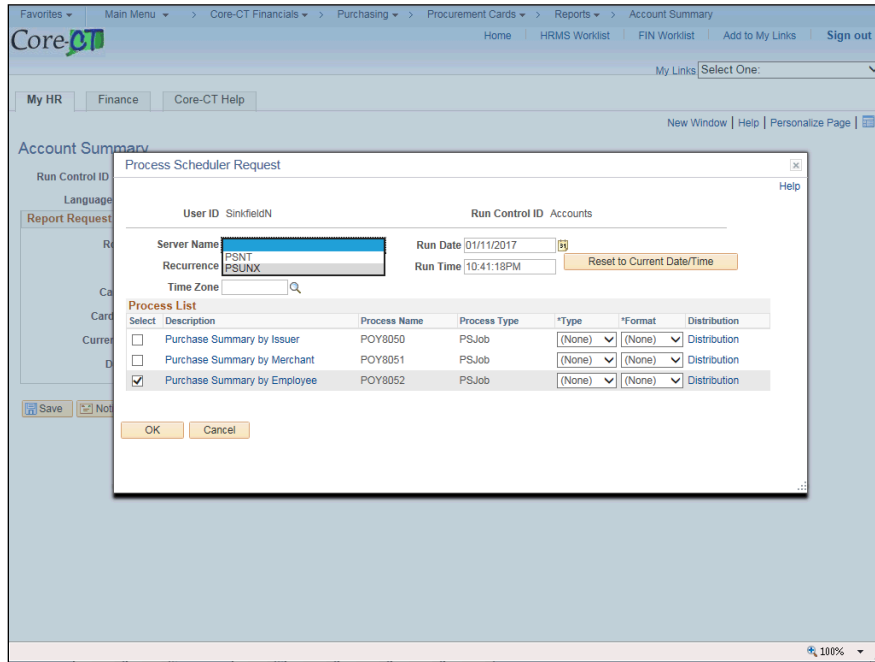 Favorites Main Menu > Core-CT Financials > Purchasing > Procurement Cards > Reports > Account Summary
Core-CT
Home HRMS Worklist FIN Worklist Add to My Links Sign out
My Links Select One:
My HR Finance Core-CT Help
New Window | Help | Personalize Page |
Account Summary
Process Scheduler Request
Run Control ID
Help
Language
User ID SinkfieldN Run Control ID Accounts
Report Request
Server Name Run Date 01/11/2017
PSNT
Recurrence PSUNX Run Time 10:41:18PM Reset to Current Date/Time
Time Zone
Process List
Select Description Process Name Process Type *Type *Format Distribution
Purchase Summary by Issuer POY8050 PSJob (None) (None) Distribution
Purchase Summary by Merchant POY8051 PSJob (None) (None) Distribution
Purchase Summary by Employee POY8052 PSJob (None) (None) Distribution
Save Noti
OK Cancel
100%